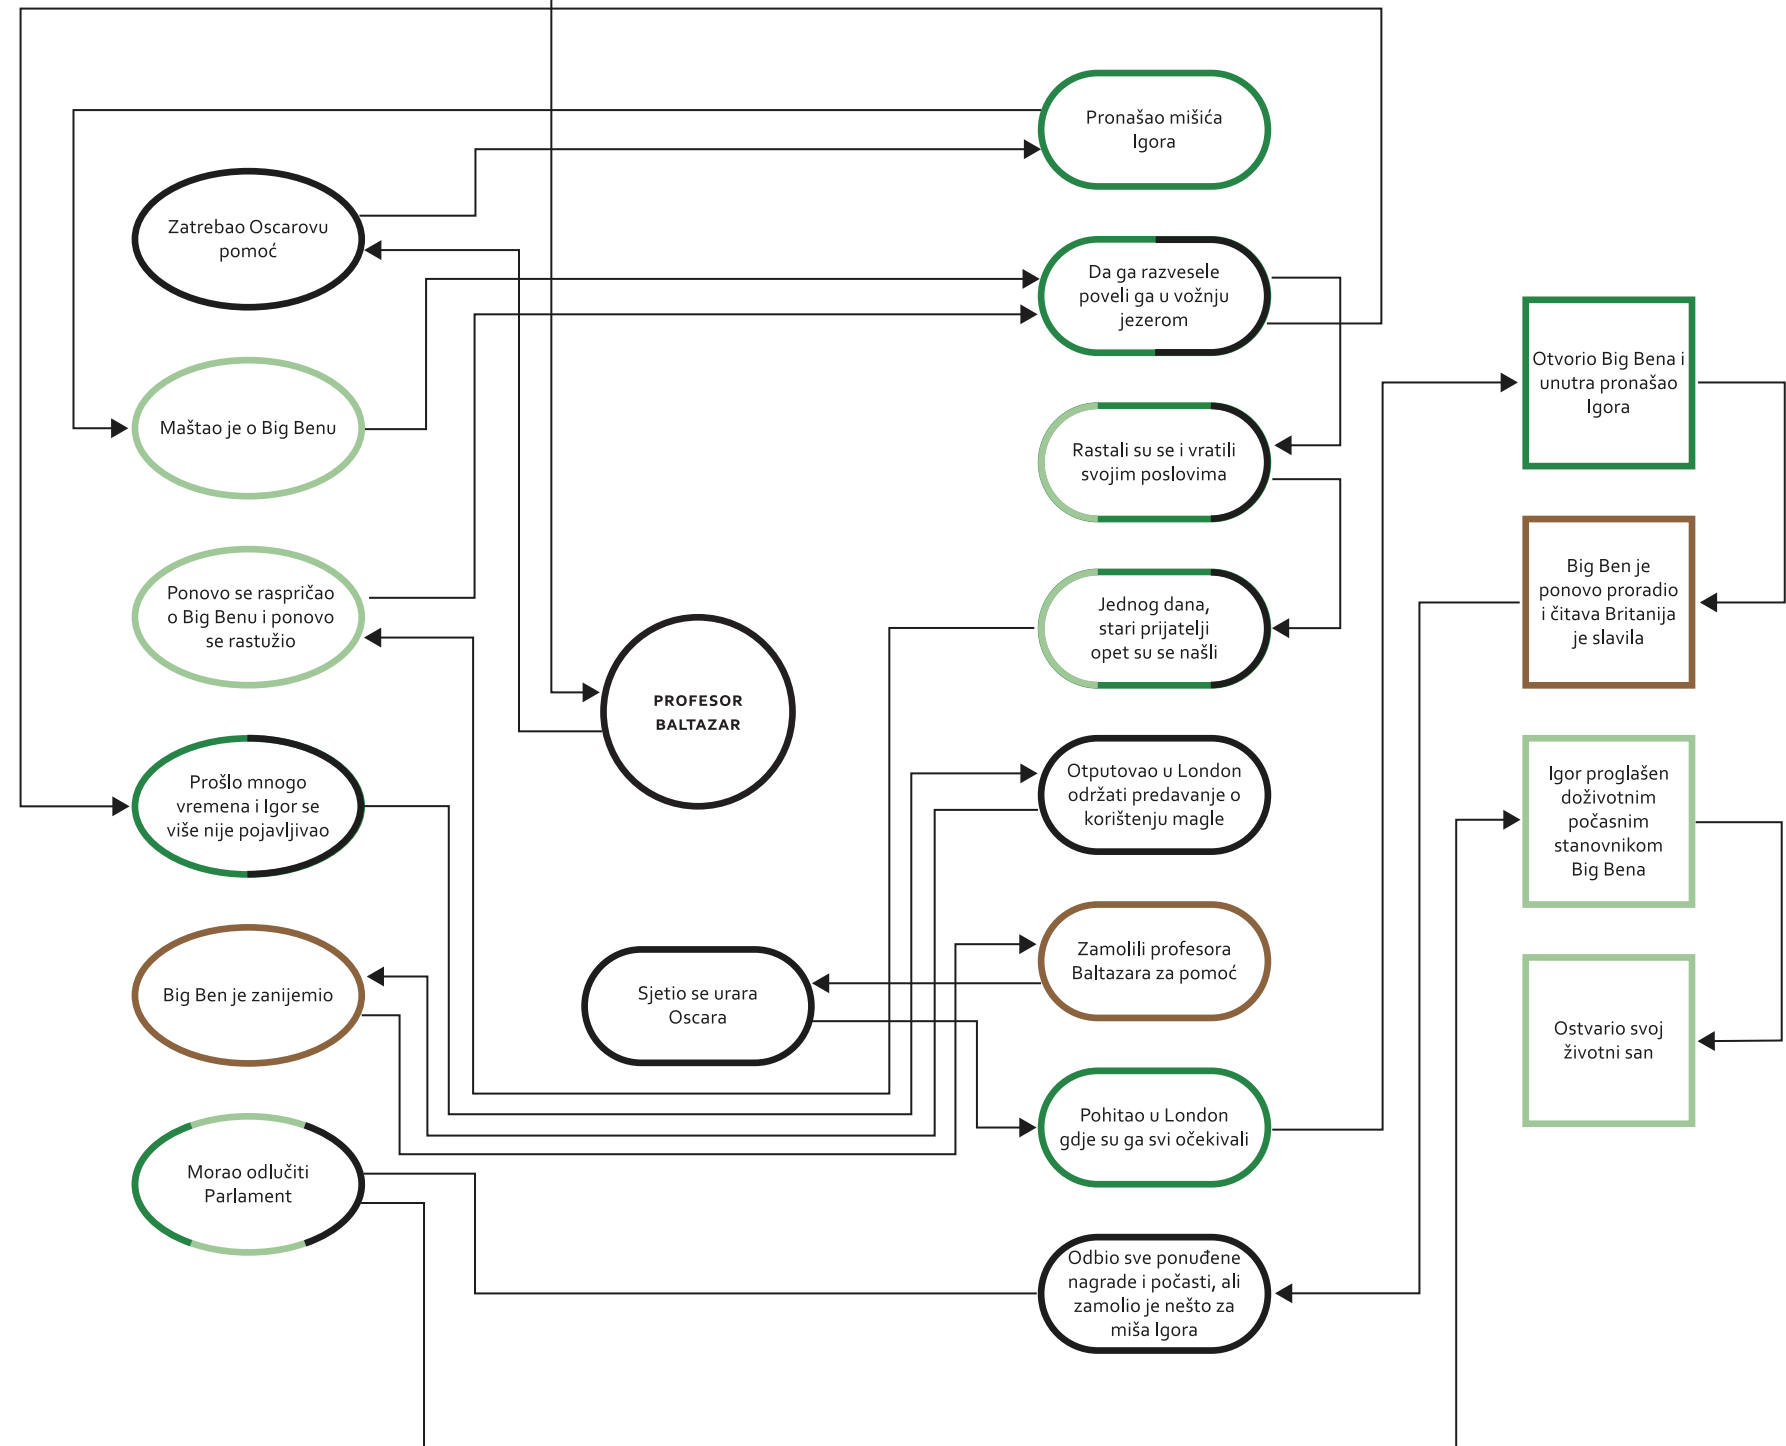 Zatrebao Oscarovu
pomoć
Maštao je o Big Benu
Ponovo se raspričao
o Big Benu i ponovo
se rastužio
Prošlo mnogo
vremena i Igor se
više nije pojavljivao
Big Ben je zanijemio
Morao odlučiti
Parlament
PROFESOR
BALTAZAR
Sjetio se urara
Oscara
Pronašao mišića
Igora
Da ga razvesele
poveli ga u vožnju
jezerom
Rastali su se i vratili
svojim poslovima
Jednog dana,
stari prijatelji
opet su se našli
Otputovao u London
održati predavanje o
korištenju magle
Zamolili profesora
Baltazara za pomoć
Pohitao u London
gdje su ga svi očekivali
Odbio sve ponuđene
nagrade i počasti, ali
zamolio je nešto za
miša Igora
Otvorio Big Bena i
unutra pronašao
Igora
Big Ben je
ponovo proradio
i čitava Britanija
je slavila
Igor proglašen
doživotnim
počasnim
stanovnikom
Big Bena
Ostvario svoj
životni san